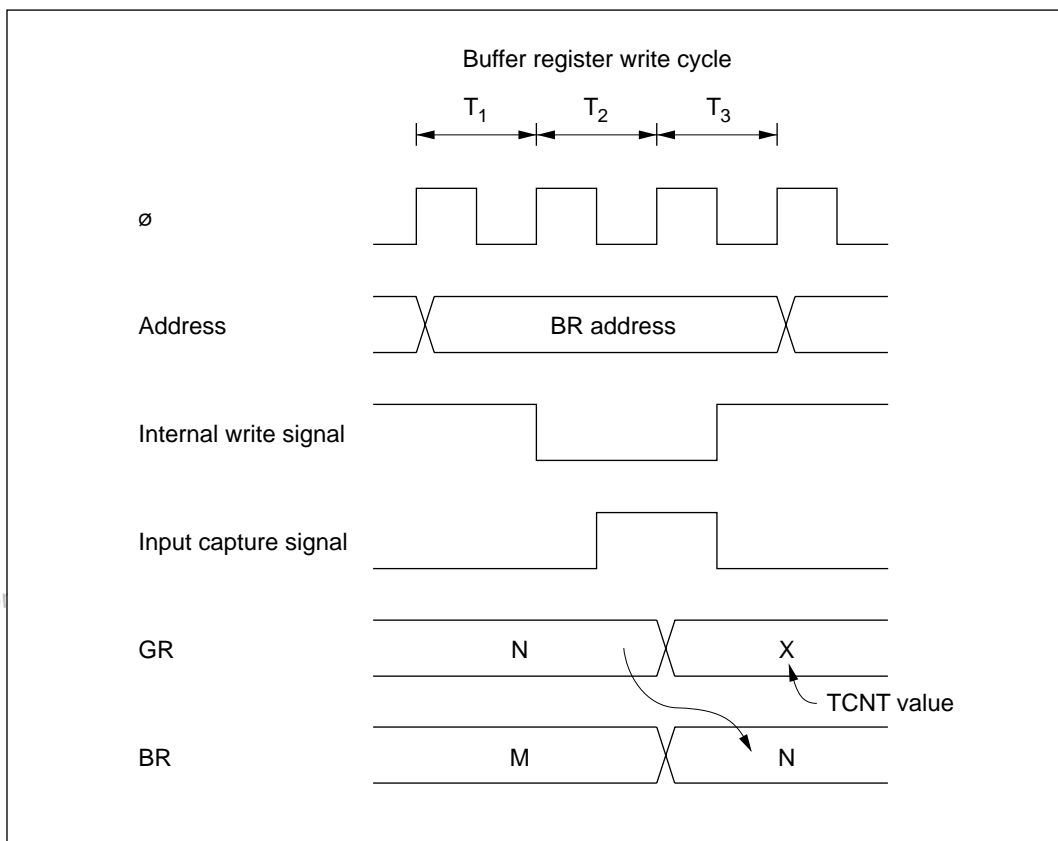 Buffer register write cycle
T1 T2 T3
ø
Address BR address
Internal write signal
Input capture signal
GR N X
TCNT value
BR M N